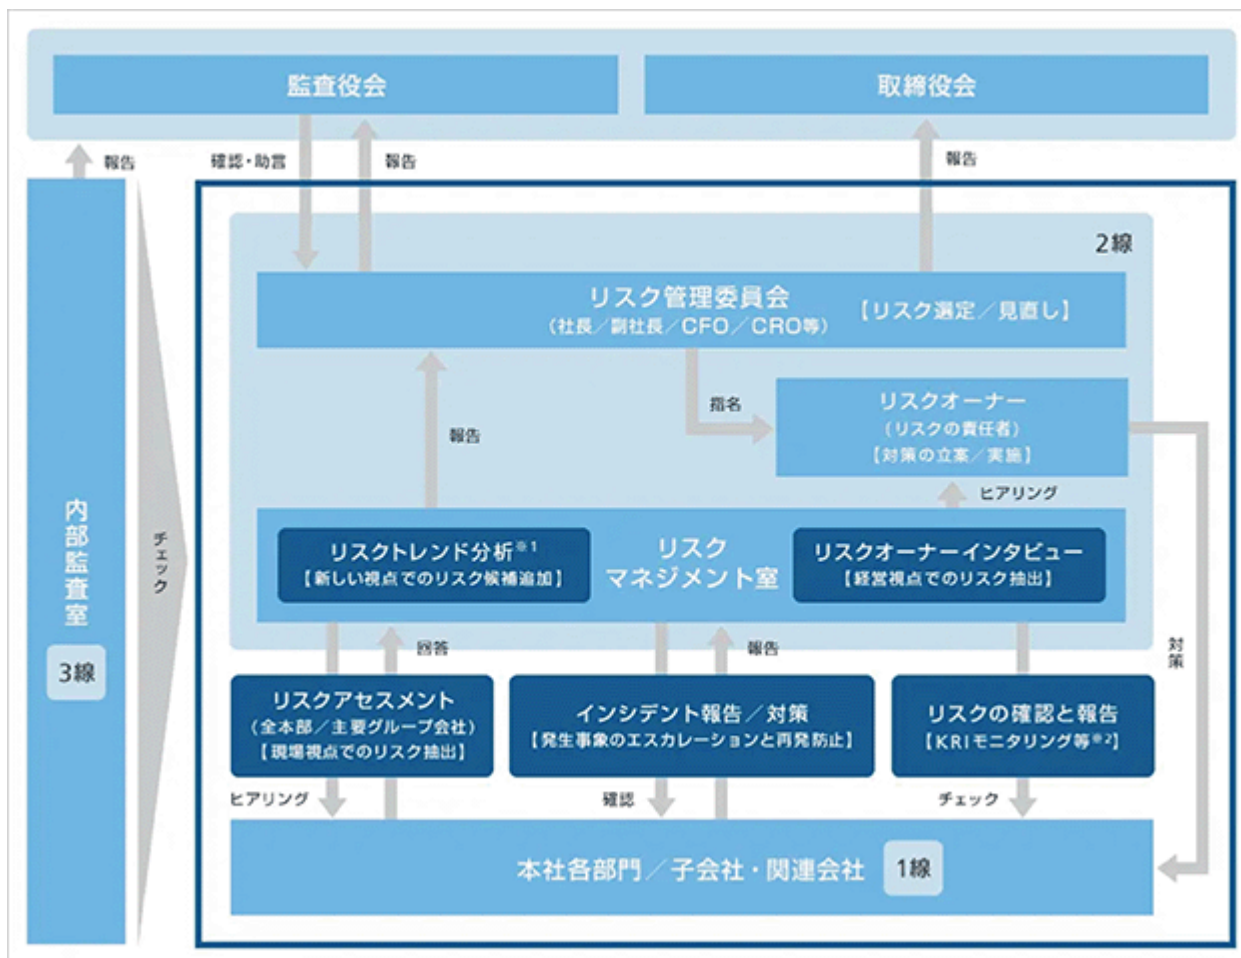 監査役会
取締役会
報告
確認・助言
報告
報告
2線
リスク管理委員会
(社長／副社長／CFO／CRO等)
【リスク選定／見直し】
指名
リスクオーナー
(リスクの責任者)
【対策の立案／実施】
報告
ヒアリング
内部監査室
3線
チェック
リスクトレンド分析※1
【新しい視点でのリスク候補追加】
リスク
マネジメント室
リスクオーナーインタビュー
【経営視点でのリスク抽出】
回答
報告
対策
リスクアセスメント
(全本部／主要グループ会社)
【現場視点でのリスク抽出】
インシデント報告／対策
【発生事象のエスカレーションと再発防止】
リスクの確認と報告
【KRIモニタリング等※2】
ヒアリング
確認
チェック
本社各部門／子会社・関連会社
1線